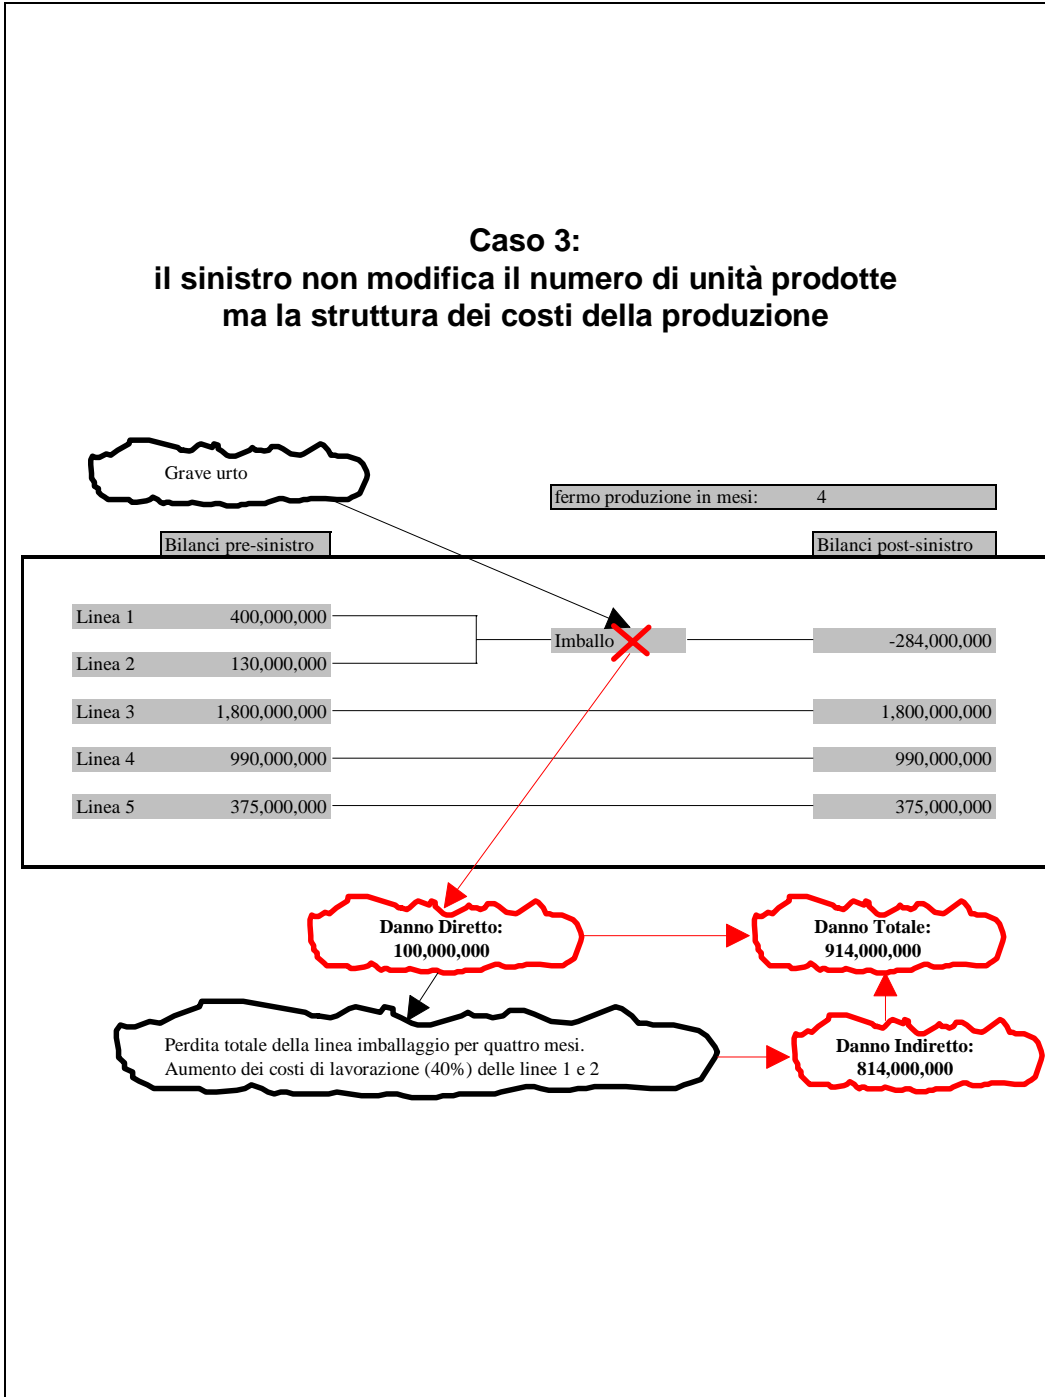 Caso 3:
il sinistro non modifica il numero di unità prodotte
ma la struttura dei costi della produzione
Grave urto
fermo produzione in mesi: 4
Bilanci pre-sinistro
Bilanci post-sinistro
Linea 1 400,000,000
Imballo
-284,000,000
Linea 2 130,000,000
Linea 3 1,800,000,000
1,800,000,000
Linea 4 990,000,000
990,000,000
Linea 5 375,000,000
375,000,000
Danno Diretto:
100,000,000
Danno Totale:
914,000,000
Perdita totale della linea imballaggio per quattro mesi.
Aumento dei costi di lavorazione (40%) delle linee 1 e 2
Danno Indiretto:
814,000,000